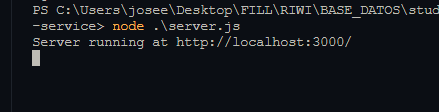 PS C:\Users\josee\Desktop\FILL\RIWI\BASE_DATOS\stud
-service> node .\server.js
Server running at http://localhost:3000/